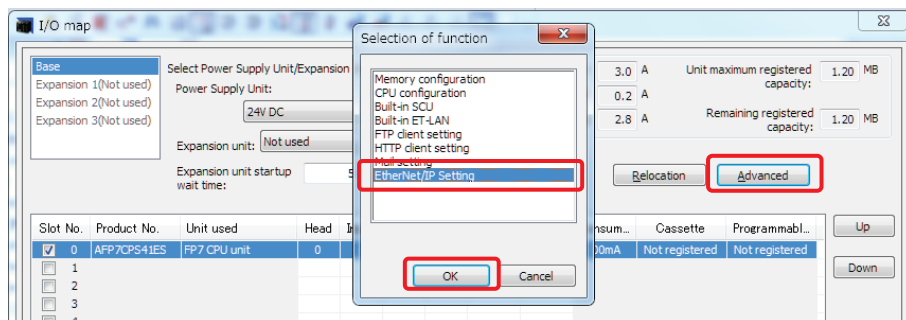 I/O map
Selection of function
Base
Expansion 1(Not used)
Expansion 2(Not used)
Expansion 3(Not used)
Select Power Supply Unit/Expansion
Power Supply Unit:
24V DC
Expansion unit: Not used
Expansion unit startup
wait time:
5
Memory configuration
CPU configuration
Built-in SCU
Built-in ET-LAN
FTP client setting
HTTP client setting
Mail setting
EtherNet/IP Setting
OK Cancel
3.0 A
0.2 A
2.8 A
Unit maximum registered
capacity:
1.20 MB
Remaining registered
capacity:
1.20 MB
Relocation Advanced
Slot No. Product No. Unit used Head nsum... Cassette Programmabl...
0 AFP7CPS41ES FP7 CPU unit 0 00mA Not registered Not registered
1
2
3
Up
Down